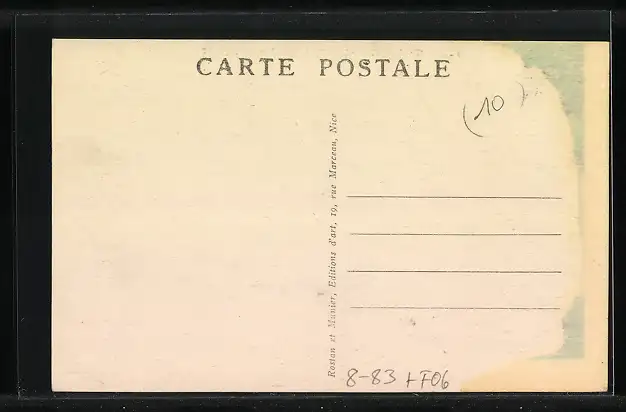 CARTE POSTALE
(10)
Rostan et Munier, Editions d'art, 19, rue Marceau, Nice
8-83 + F06